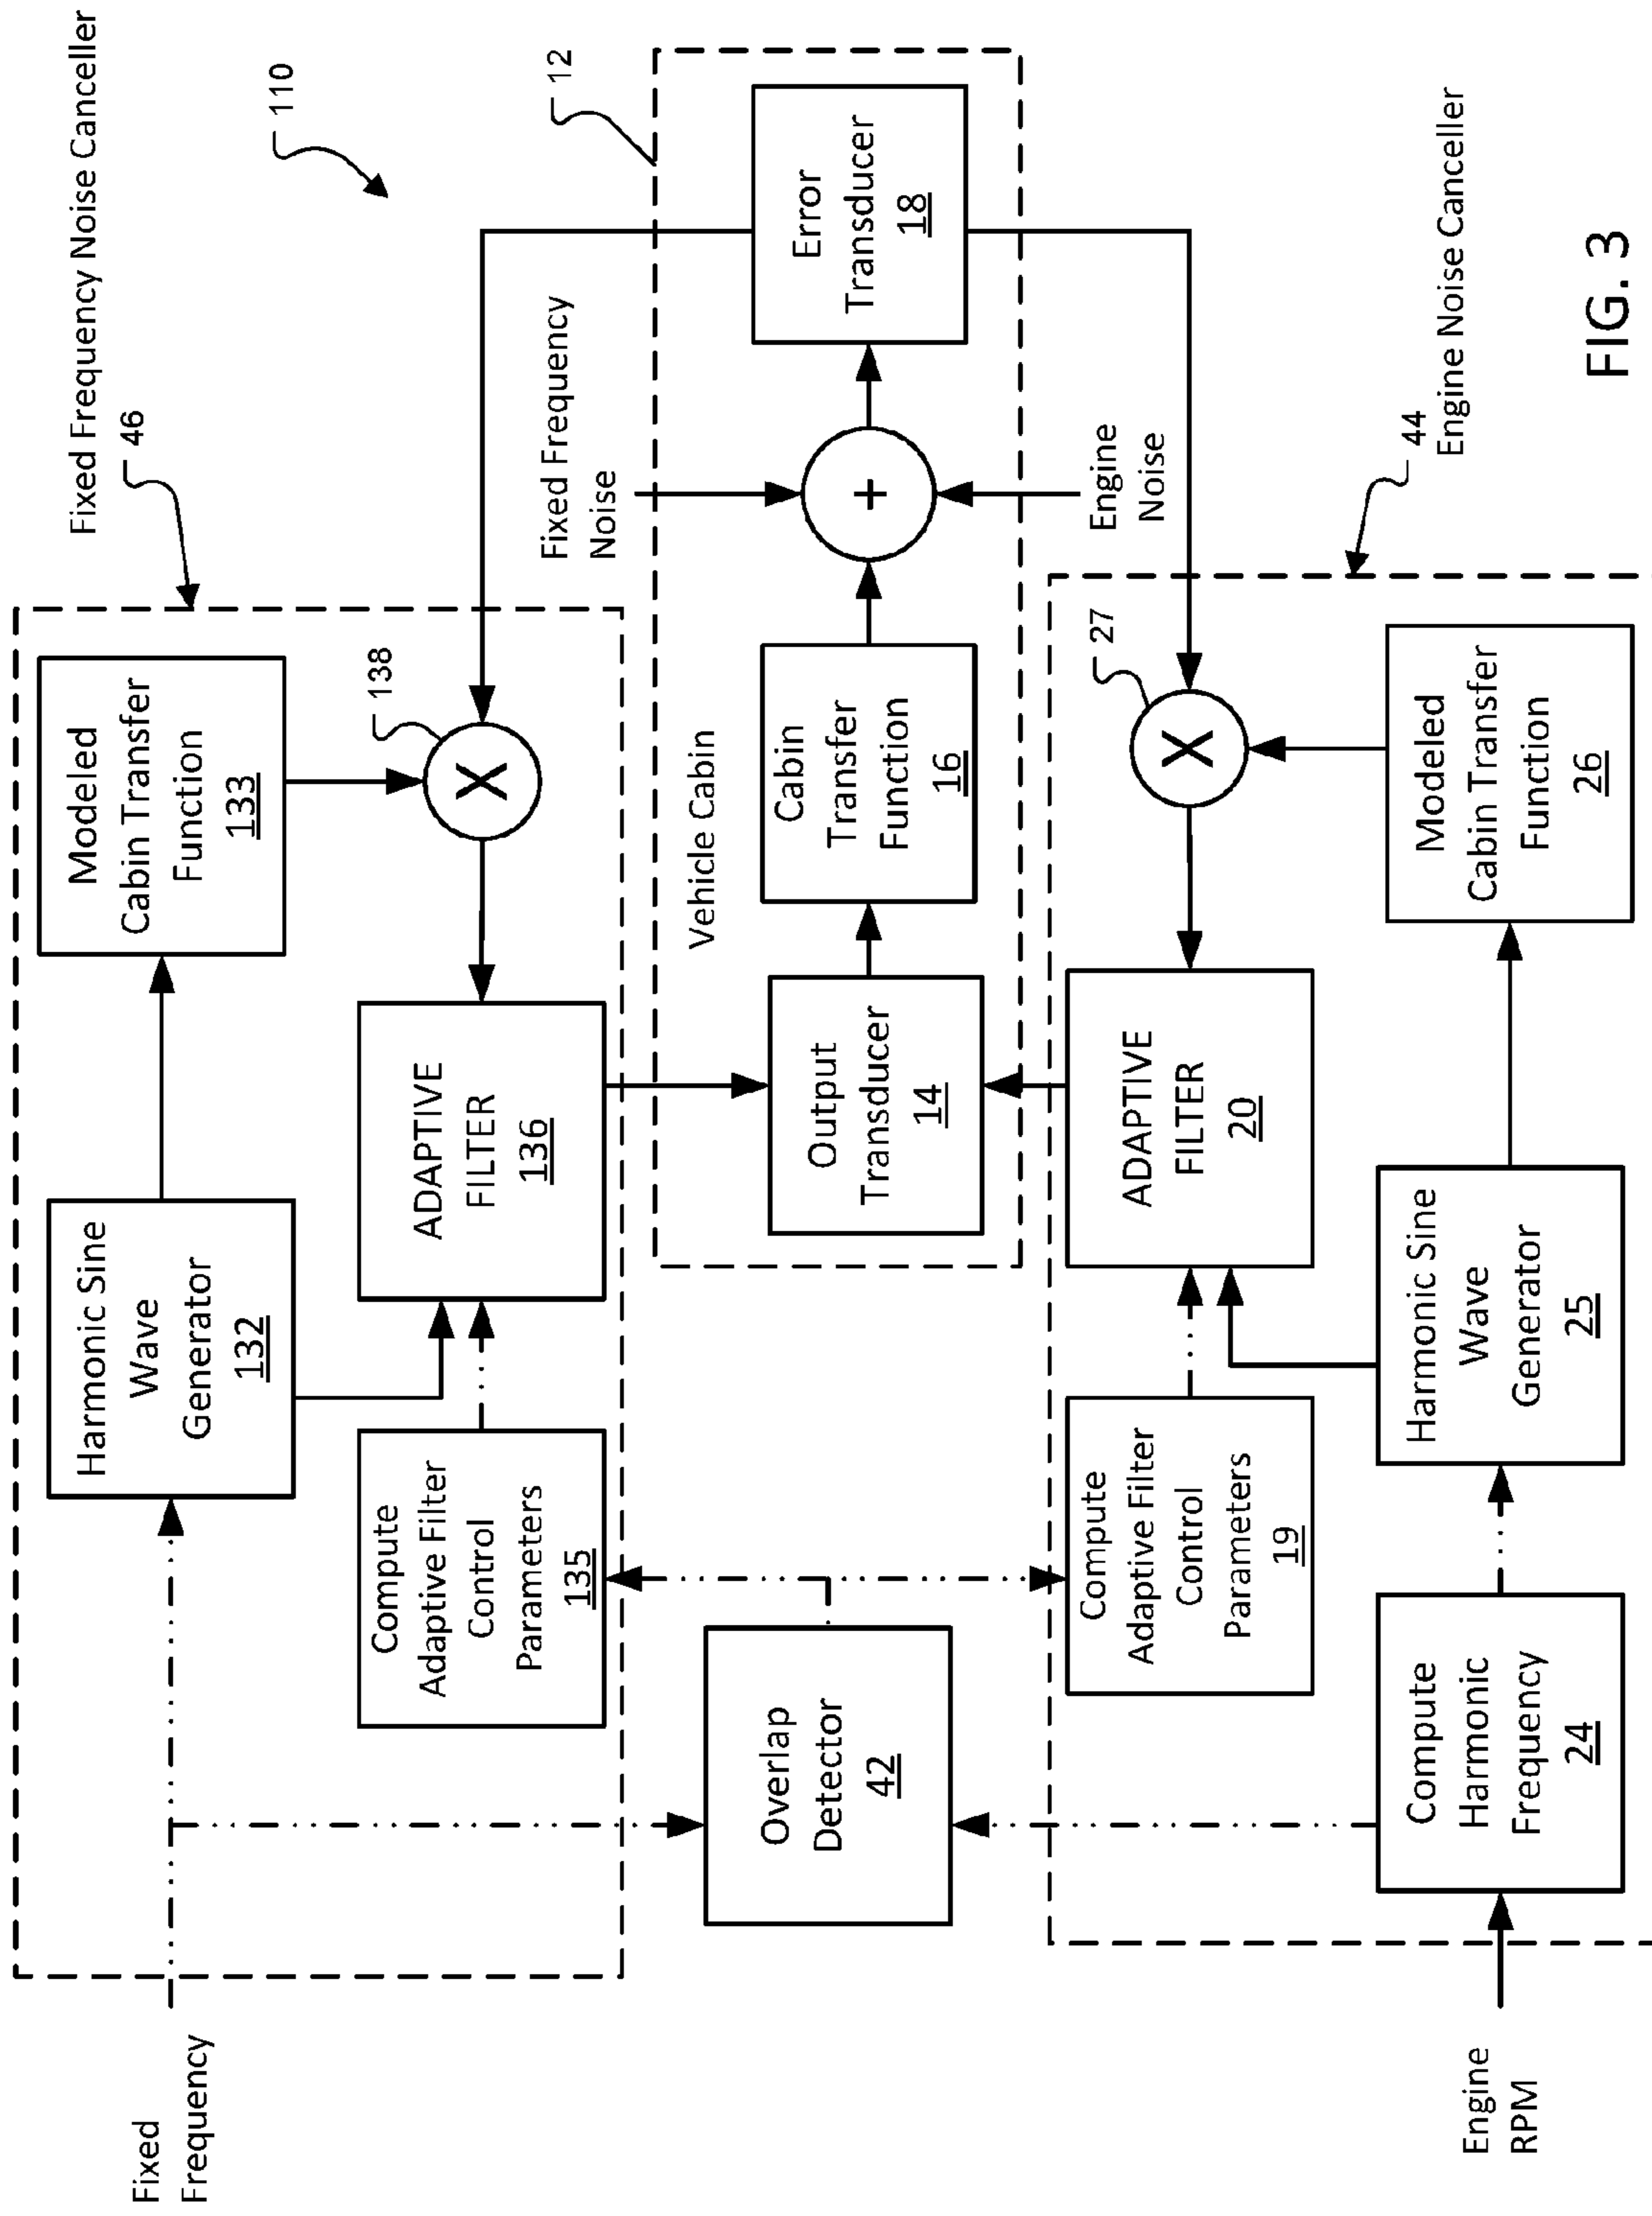 Fixed Frequency Noise Canceller
46
110
Modeled
Cabin Transfer
Function
133
138
Harmonic Sine
Wave
Generator
132
ADAPTIVE
FILTER
136
Compute
Adaptive Filter
Control
Parameters
135
Fixed
Frequency
Fixed Frequency
Noise
12
Vehicle Cabin
Error
Transducer
18
+
Cabin
Transfer
Function
16
Output
Transducer
14
Overlap
Detector
42
Engine
Noise
27
X
X
ADAPTIVE
FILTER
20
Compute
Adaptive Filter
Control
Parameters
19
Modeled
Cabin Transfer
Function
26
Harmonic Sine
Wave
Generator
25
Compute
Harmonic
Frequency
24
Engine
RPM
44
Engine Noise Canceller
FIG. 3